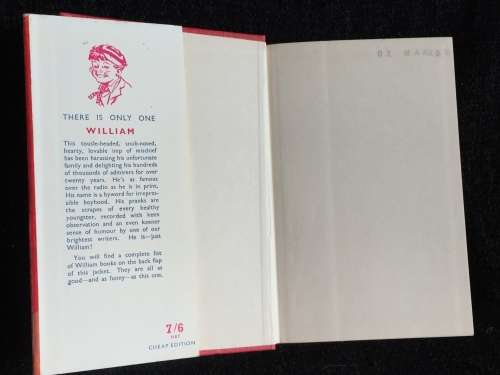 THERE IS ONLY ONE
WILLIAM
This tousle-headed, snub-nosed,
hearty, lovable imp of mischief
has been harassing his unfortunate
family and delighting his hundreds
of thousands of admirers for over
twenty years. He's as famous
over the radio as he is in print.
His name is a byword for irrepres-
sible boyhood. His pranks are
the scrapes of every healthy
youngster, recorded with keen
observation and an even keener
sense of humour by one of our
brightest writers. He is—just
William!
You will find a complete list
of William books on the back flap
of this jacket. They are all as
good—and as funny—as this one.
7/6
NET
CHEAP EDITION